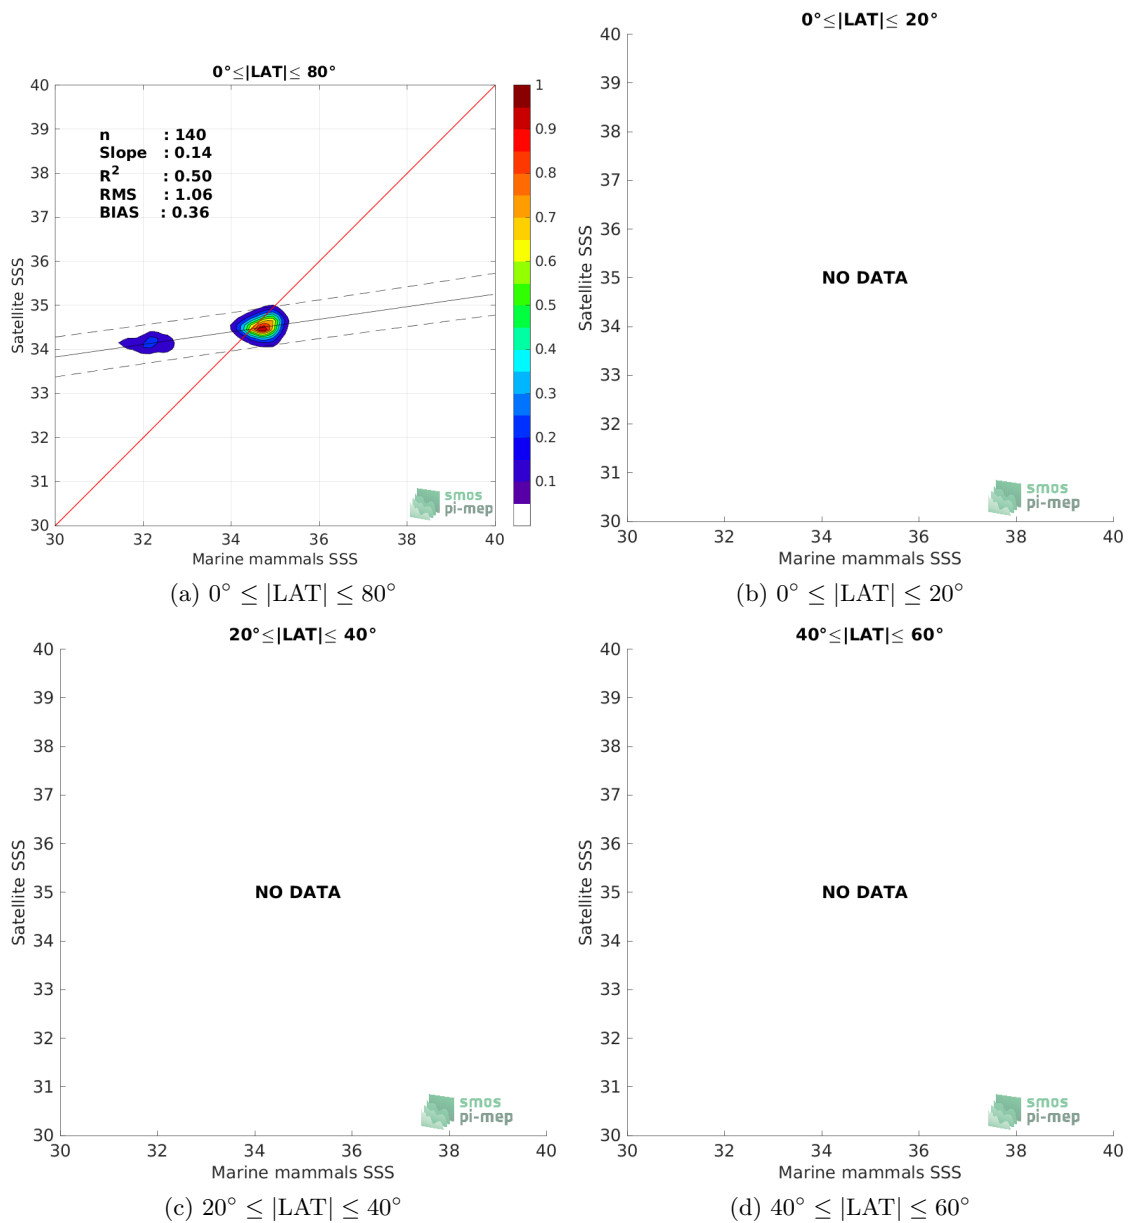 0°≤|LAT|≤ 80°
40
39
38
37
36
35
34
33
32
31
30
n : 140
Slope : 0.14
R2 : 0.50
RMS : 1.06
BIAS : 0.36
Satellite SSS
30 32 34 36 38 40
Marine mammals SSS
1
0.9
0.8
0.7
0.6
0.5
0.4
0.3
0.2
0.1
smos
pi-mep
(a) 0° ≤ |LAT| ≤ 80°
0°≤|LAT|≤ 20°
40
39
38
37
36
35
34
33
32
31
30
Satellite SSS
NO DATA
smos
pi-mep
30 32 34 36 38 40
Marine mammals SSS
(b) 0° ≤ |LAT| ≤ 20°
20°≤|LAT|≤ 40°
40
39
38
37
36
35
34
33
32
31
30
Satellite SSS
NO DATA
smos
pi-mep
30 32 34 36 38 40
Marine mammals SSS
(c) 20° ≤ |LAT| ≤ 40°
40°≤|LAT|≤ 60°
40
39
38
37
36
35
34
33
32
31
30
Satellite SSS
NO DATA
smos
pi-mep
30 32 34 36 38 40
Marine mammals SSS
(d) 40° ≤ |LAT| ≤ 60°